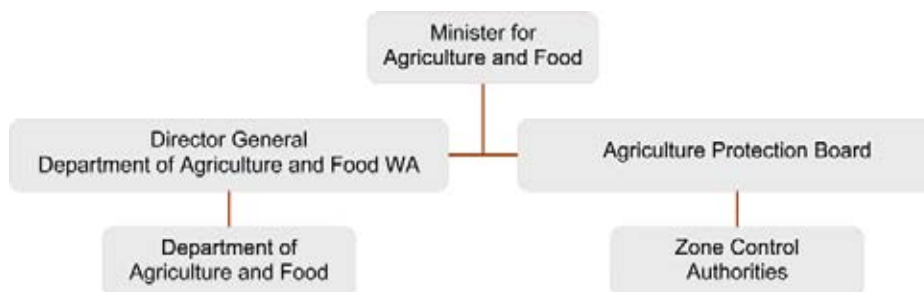 Minister for
Agriculture and Food
Director General
Department of Agriculture and Food WA
Agriculture Protection Board
Department of
Agriculture and Food
Zone Control
Authorities